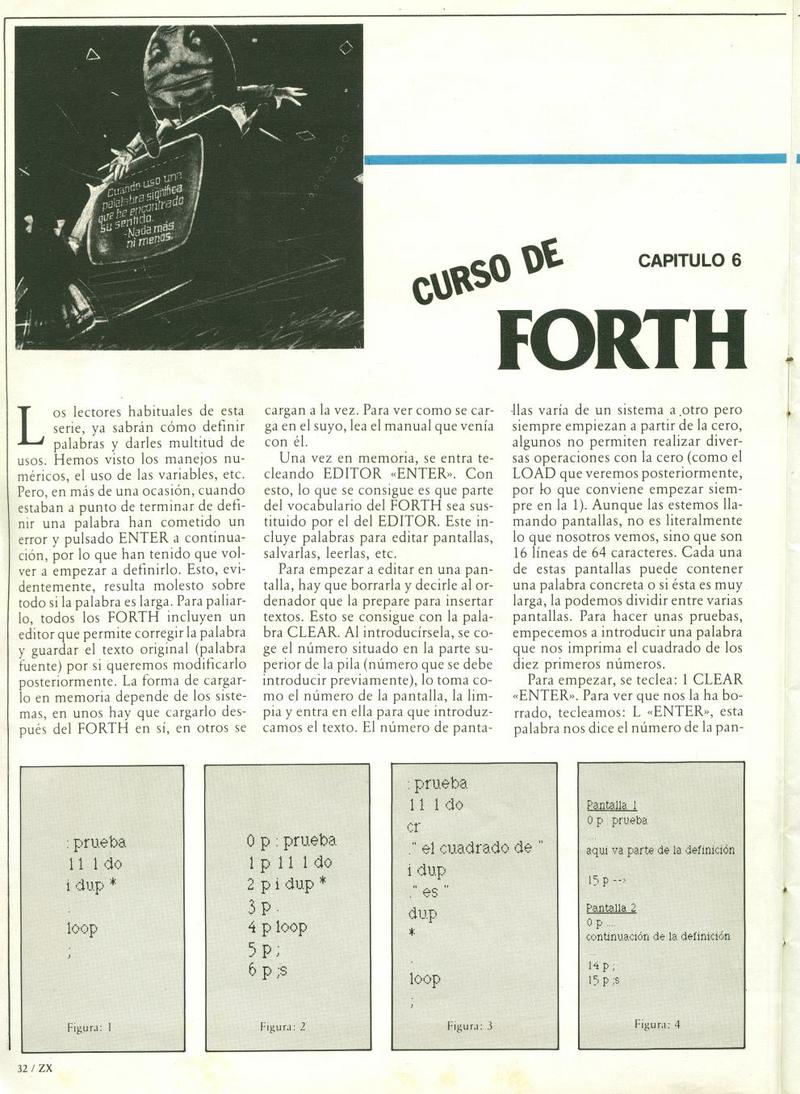 Cuando uso una
palabra significa
que he encontrado
su sentido.
-Nada más
ni menos.
CURSO DE
CAPITULO 6
FORTH
Los lectores habituales de esta
serie, ya sabrán cómo definir
palabras y darles multitud de
usos. Hemos visto los manejos nu-
méricos, el uso de las variables, etc.
Pero, en más de una ocasión, cuando
estaban a punto de terminar de defi-
nir una palabra han cometido un
error y pulsado ENTER a continua-
ción, por lo que han tenido que vol-
ver a empezar a definirlo. Esto, evi-
dentemente, resulta molesto sobre
todo si la palabra es larga. Para paliar-
lo, todos los FORTH incluyen un
editor que permite corregir la palabra
y guardar el texto original (palabra
fuente) por si queremos modificarlo
posteriormente. La forma de cargar-
lo en memoria depende de los siste-
mas, en unos hay que cargarlo des-
pués del FORTH en sí, en otros se
cargan a la vez. Para ver como se car-
ga en el suyo, lea el manual que venía
con él.
Una vez en memoria, se entra te-
cleando EDITOR «ENTER». Con
esto, lo que se consigue es que parte
del vocabulario del FORTH sea sus-
tituido por el del EDITOR. Este in-
cluye palabras para editar pantallas,
salvarlas, leerlas, etc.
Para empezar a editar en una pan-
talla, hay que borrarla y decirle al or-
denador que la prepare para insertar
textos. Esto se consigue con la pala-
bra CLEAR. Al introducírsela, se co-
ge el número situado en la parte su-
perior de la pila (número que se debe
introducir previamente), lo toma co-
mo el número de la pantalla, la lim-
pia y entra en ella para que introduz-
camos el texto. El número de panta-
llas varía de un sistema a otro pero
siempre empiezan a partir de la cero,
algunos no permiten realizar diver-
sas operaciones con la cero (como el
LOAD que veremos posteriormente,
por lo que conviene empezar siem-
pre en la 1). Aunque las estemos lla-
mando pantallas, no es literalmente
lo que nosotros vemos, sino que son
16 líneas de 64 caracteres. Cada una
de estas pantallas puede contener
una palabra concreta o si ésta es muy
larga, la podemos dividir entre varias
pantallas. Para hacer unas pruebas,
empecemos a introducir una palabra
que nos imprima el cuadrado de los
diez primeros números.
Para empezar, se teclea: 1 CLEAR
«ENTER». Para ver que nos la ha bo-
rrado, tecleamos: L «ENTER», esta
palabra nos dice el número de la pan-
: prueba
11 1 do
i dup *
.
loop
;
Figura: 1
0 p : prueba
1 p 11 1 do
2 p i dup *
3 p .
4 p loop
5 p ;
6 p ;s
Figura: 2
: prueba
11 1 do
cr
." el cuadrado de "
i dup
." es "
dup
*
.
loop
;
Figura: 3
Pantalla 1
0 p prueba
....
aqui va parte de la definición
15 p -->
Pantalla 2
0 p ....
continuación de la definición
...
14 p ;
15 p ;s
Figura: 4
32 / ZX